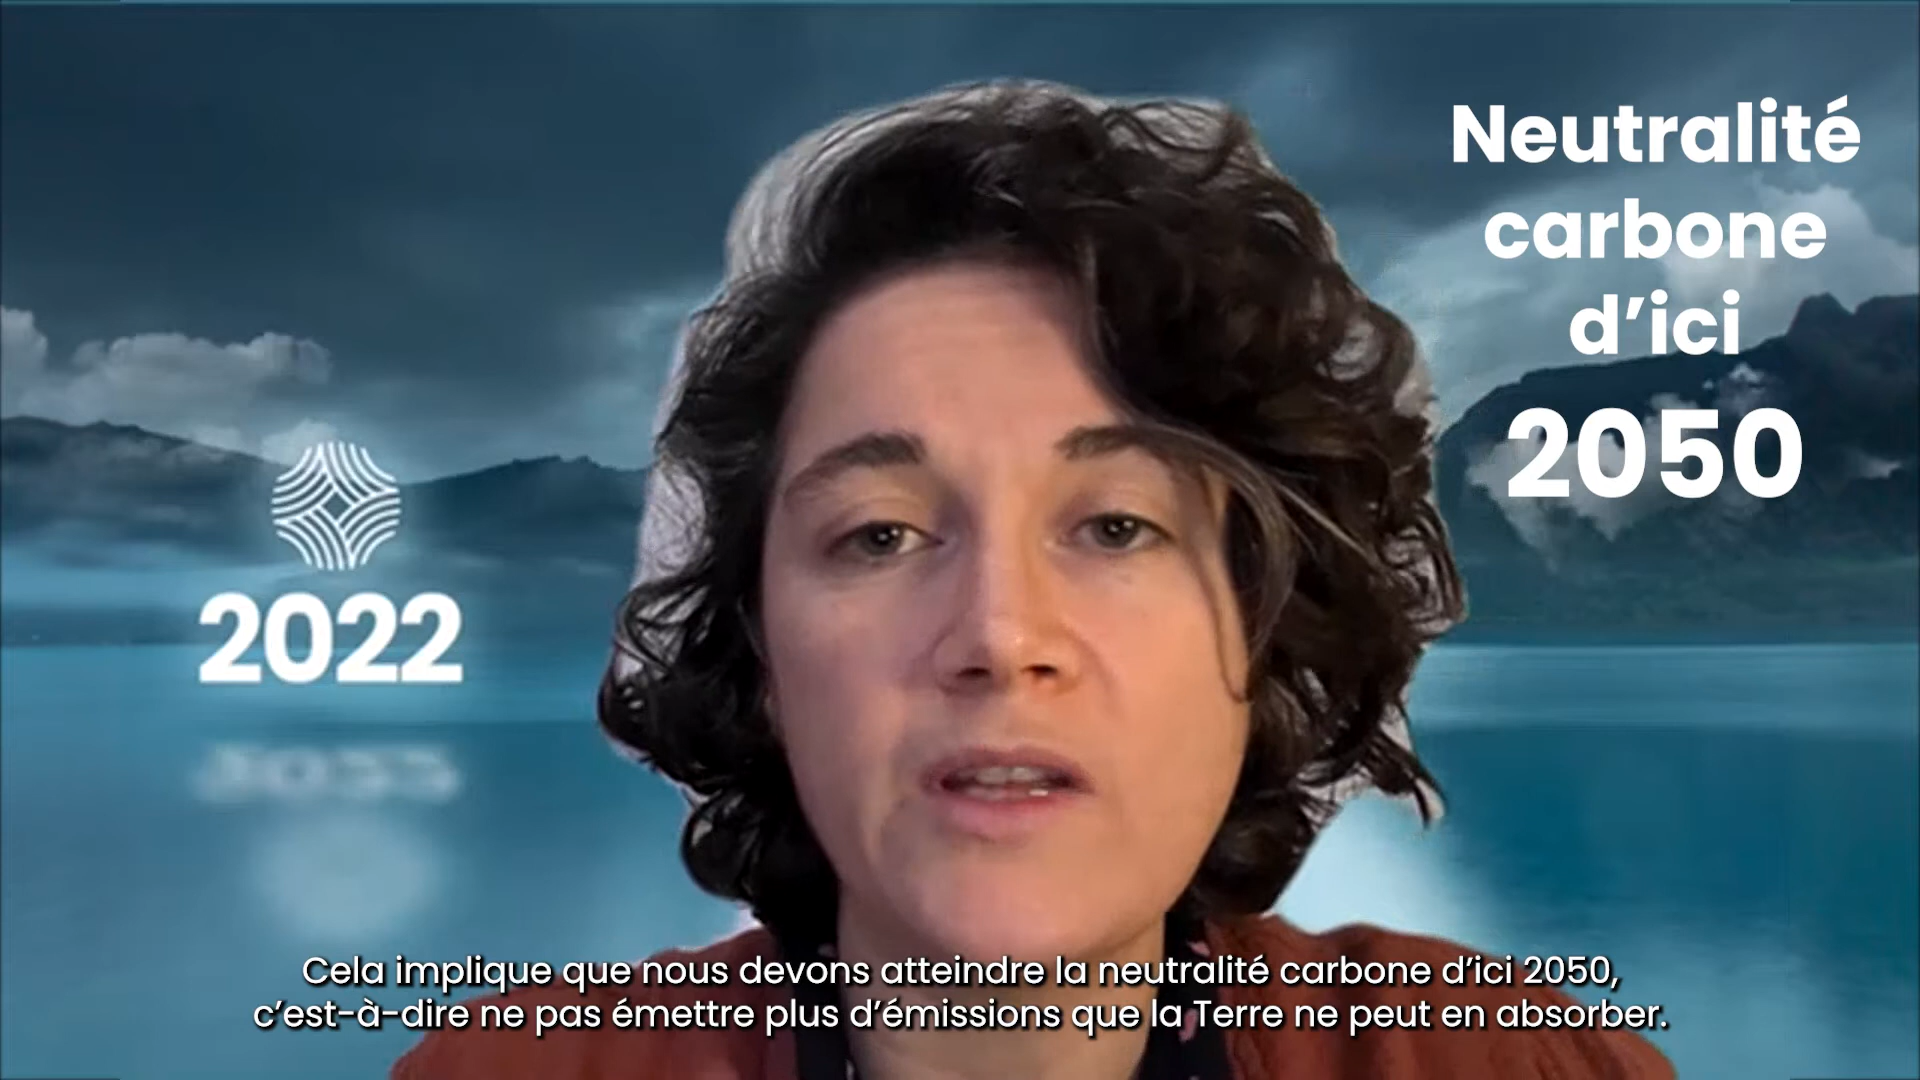 Neutralité
carbone
d’ici
2050
2022
Cela implique que nous devons atteindre la neutralité carbone d’ici 2050,
c’est-à-dire ne pas émettre plus d’émissions que la Terre ne peut en absorber.